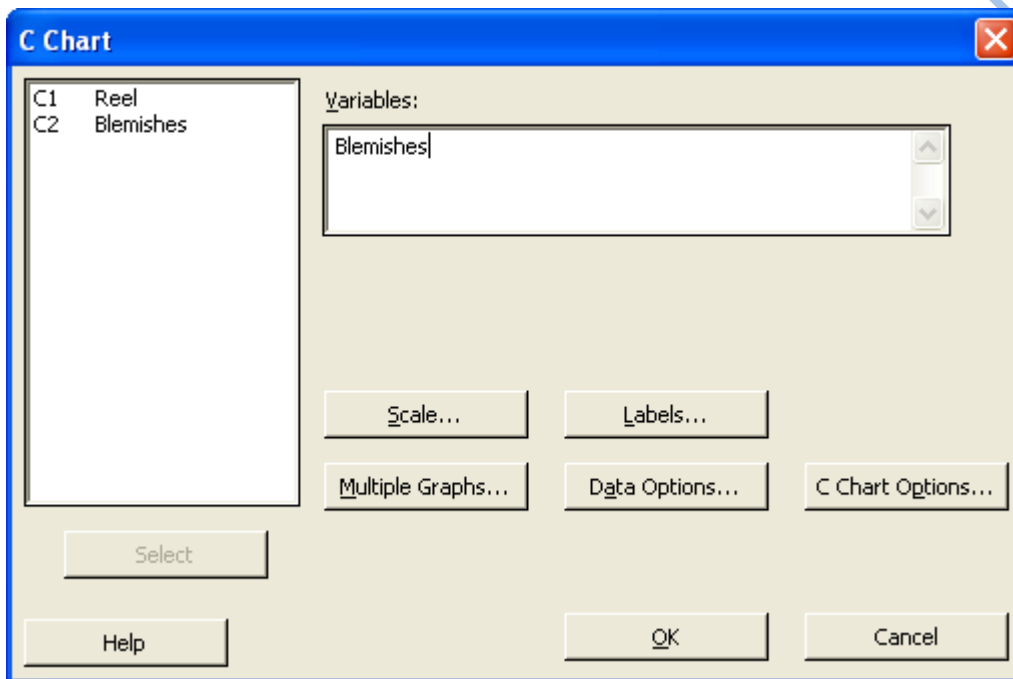 C Chart
C1 Reel
C2 Blemishes
Variables:
Blemishes
Scale...
Labels...
Multiple Graphs...
Data Options...
C Chart Options...
Select
Help
OK
Cancel